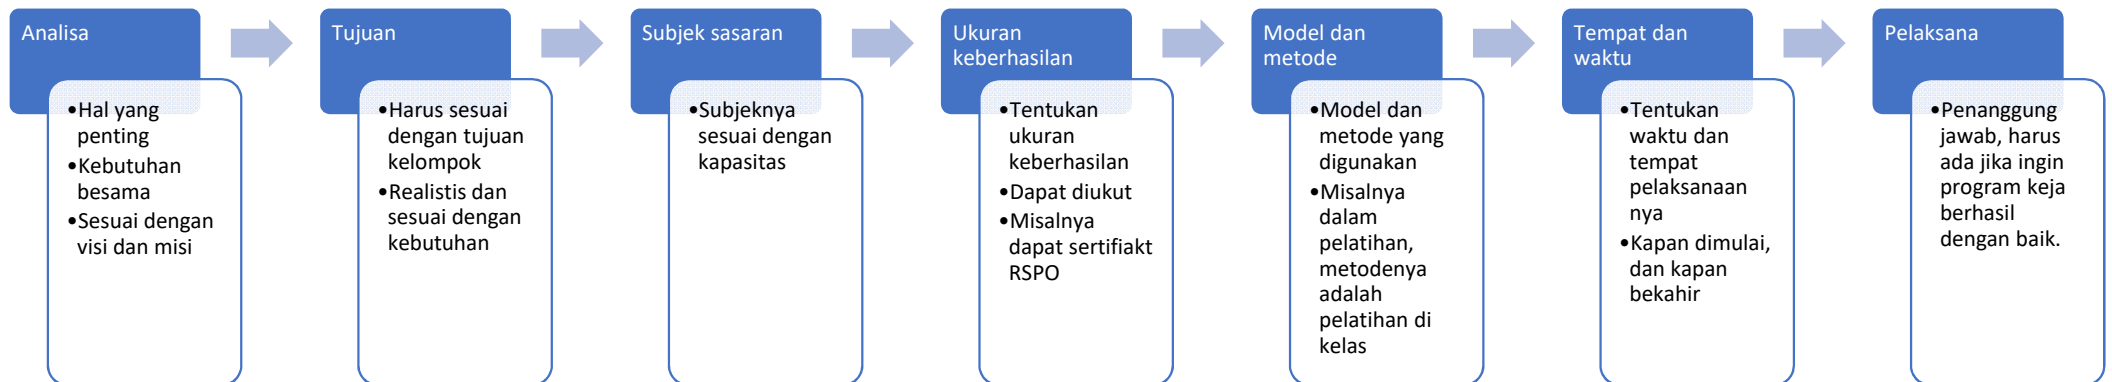 Analisa
•Hal yang
penting
•Kebutuhan
besama
•Sesuai dengan
visi dan misi
Tujuan
•Harus sesuai
dengan tujuan
kelompok
•Realistis dan
sesuai dengan
kebutuhan
Subjek sasaran
•Subjeknya
sesuai dengan
kapasitas
Ukuran
keberhasilan
•Tentukan
ukuran
keberhasilan
•Dapat diukut
•Misalnya
dapat sertifiakt
RSPO
Model dan
metode
•Model dan
metode yang
digunakan
•Misalnya
dalam
pelatihan,
metodenya
adalah
pelatihan di
kelas
Tempat dan
waktu
•Tentukan
waktu dan
tempat
pelaksanaan
nya
•Kapan dimulai,
dan kapan
bekahir
Pelaksana
•Penanggung
jawab, harus
ada jika ingin
program keja
berhasil
dengan baik.